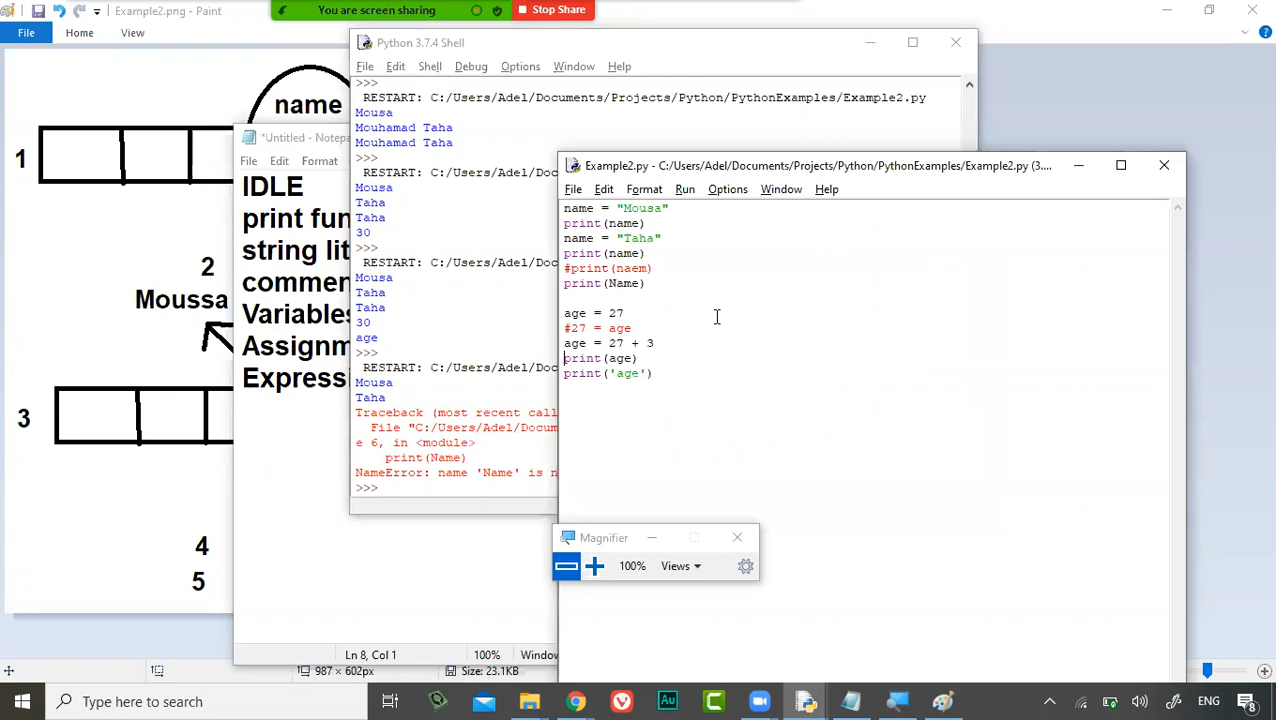 Example2.png - Paint
You are screen sharing
Stop Share
File
Home
View
name
1
2
Moussa
3
4
5
987 × 602px
Size: 23.1KB
*Untitled - Notepa
File Edit Format
IDLE
print fun
string lit
commen
Variables
Assignm
Express
Ln 8, Col 1
100%
Window
Python 3.7.4 Shell
File Edit Shell Debug Options Window Help
>>>
RESTART: C:/Users/Adel/Documents/Projects/Python/PythonExamples/Example2.py
Mousa
Mouhamad Taha
Mouhamad Taha
>>>
RESTART: C:/Users/Adel/Docum
Mousa
Taha
Taha
30
>>>
RESTART: C:/Users/Adel/Docum
Mousa
Taha
Taha
30
age
>>>
RESTART: C:/Users/Adel/Docum
Mousa
Taha
Traceback (most recent call
File "C:/Users/Adel/Docum
e 6, in <module>
print(Name)
NameError: name 'Name' is n
>>>
Example2.py - C:/Users/Adel/Documents/Projects/Python/PythonExamples/Example2.py (3....
File Edit Format Run Options Window Help
name = "Mousa"
print(name)
name = "Taha"
print(name)
#print(naem)
print(Name)
age = 27
#27 = age
age = 27 + 3
print(age)
print('age')
Magnifier
100%
Views
Type here to search
Au
ENG
8